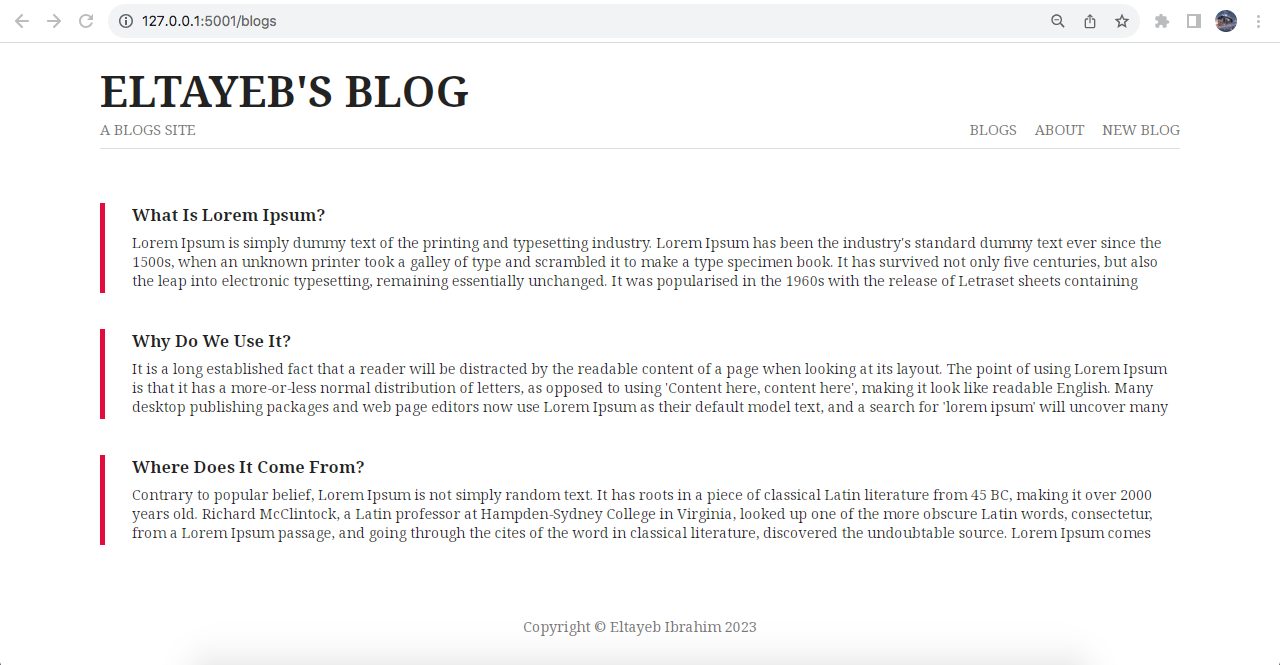 127.0.0.1:5001/blogs
ELTAYEB'S BLOG
A BLOGS SITE
BLOGS ABOUT NEW BLOG
What Is Lorem Ipsum?
Lorem Ipsum is simply dummy text of the printing and typesetting industry. Lorem Ipsum has been the industry's standard dummy text ever since the
1500s, when an unknown printer took a galley of type and scrambled it to make a type specimen book. It has survived not only five centuries, but also
the leap into electronic typesetting, remaining essentially unchanged. It was popularised in the 1960s with the release of Letraset sheets containing
Why Do We Use It?
It is a long established fact that a reader will be distracted by the readable content of a page when looking at its layout. The point of using Lorem Ipsum
is that it has a more-or-less normal distribution of letters, as opposed to using 'Content here, content here', making it look like readable English. Many
desktop publishing packages and web page editors now use Lorem Ipsum as their default model text, and a search for 'lorem ipsum' will uncover many
Where Does It Come From?
Contrary to popular belief, Lorem Ipsum is not simply random text. It has roots in a piece of classical Latin literature from 45 BC, making it over 2000
years old. Richard McClintock, a Latin professor at Hampden-Sydney College in Virginia, looked up one of the more obscure Latin words, consectetur,
from a Lorem Ipsum passage, and going through the cites of the word in classical literature, discovered the undoubtable source. Lorem Ipsum comes
Copyright © Eltayeb Ibrahim 2023